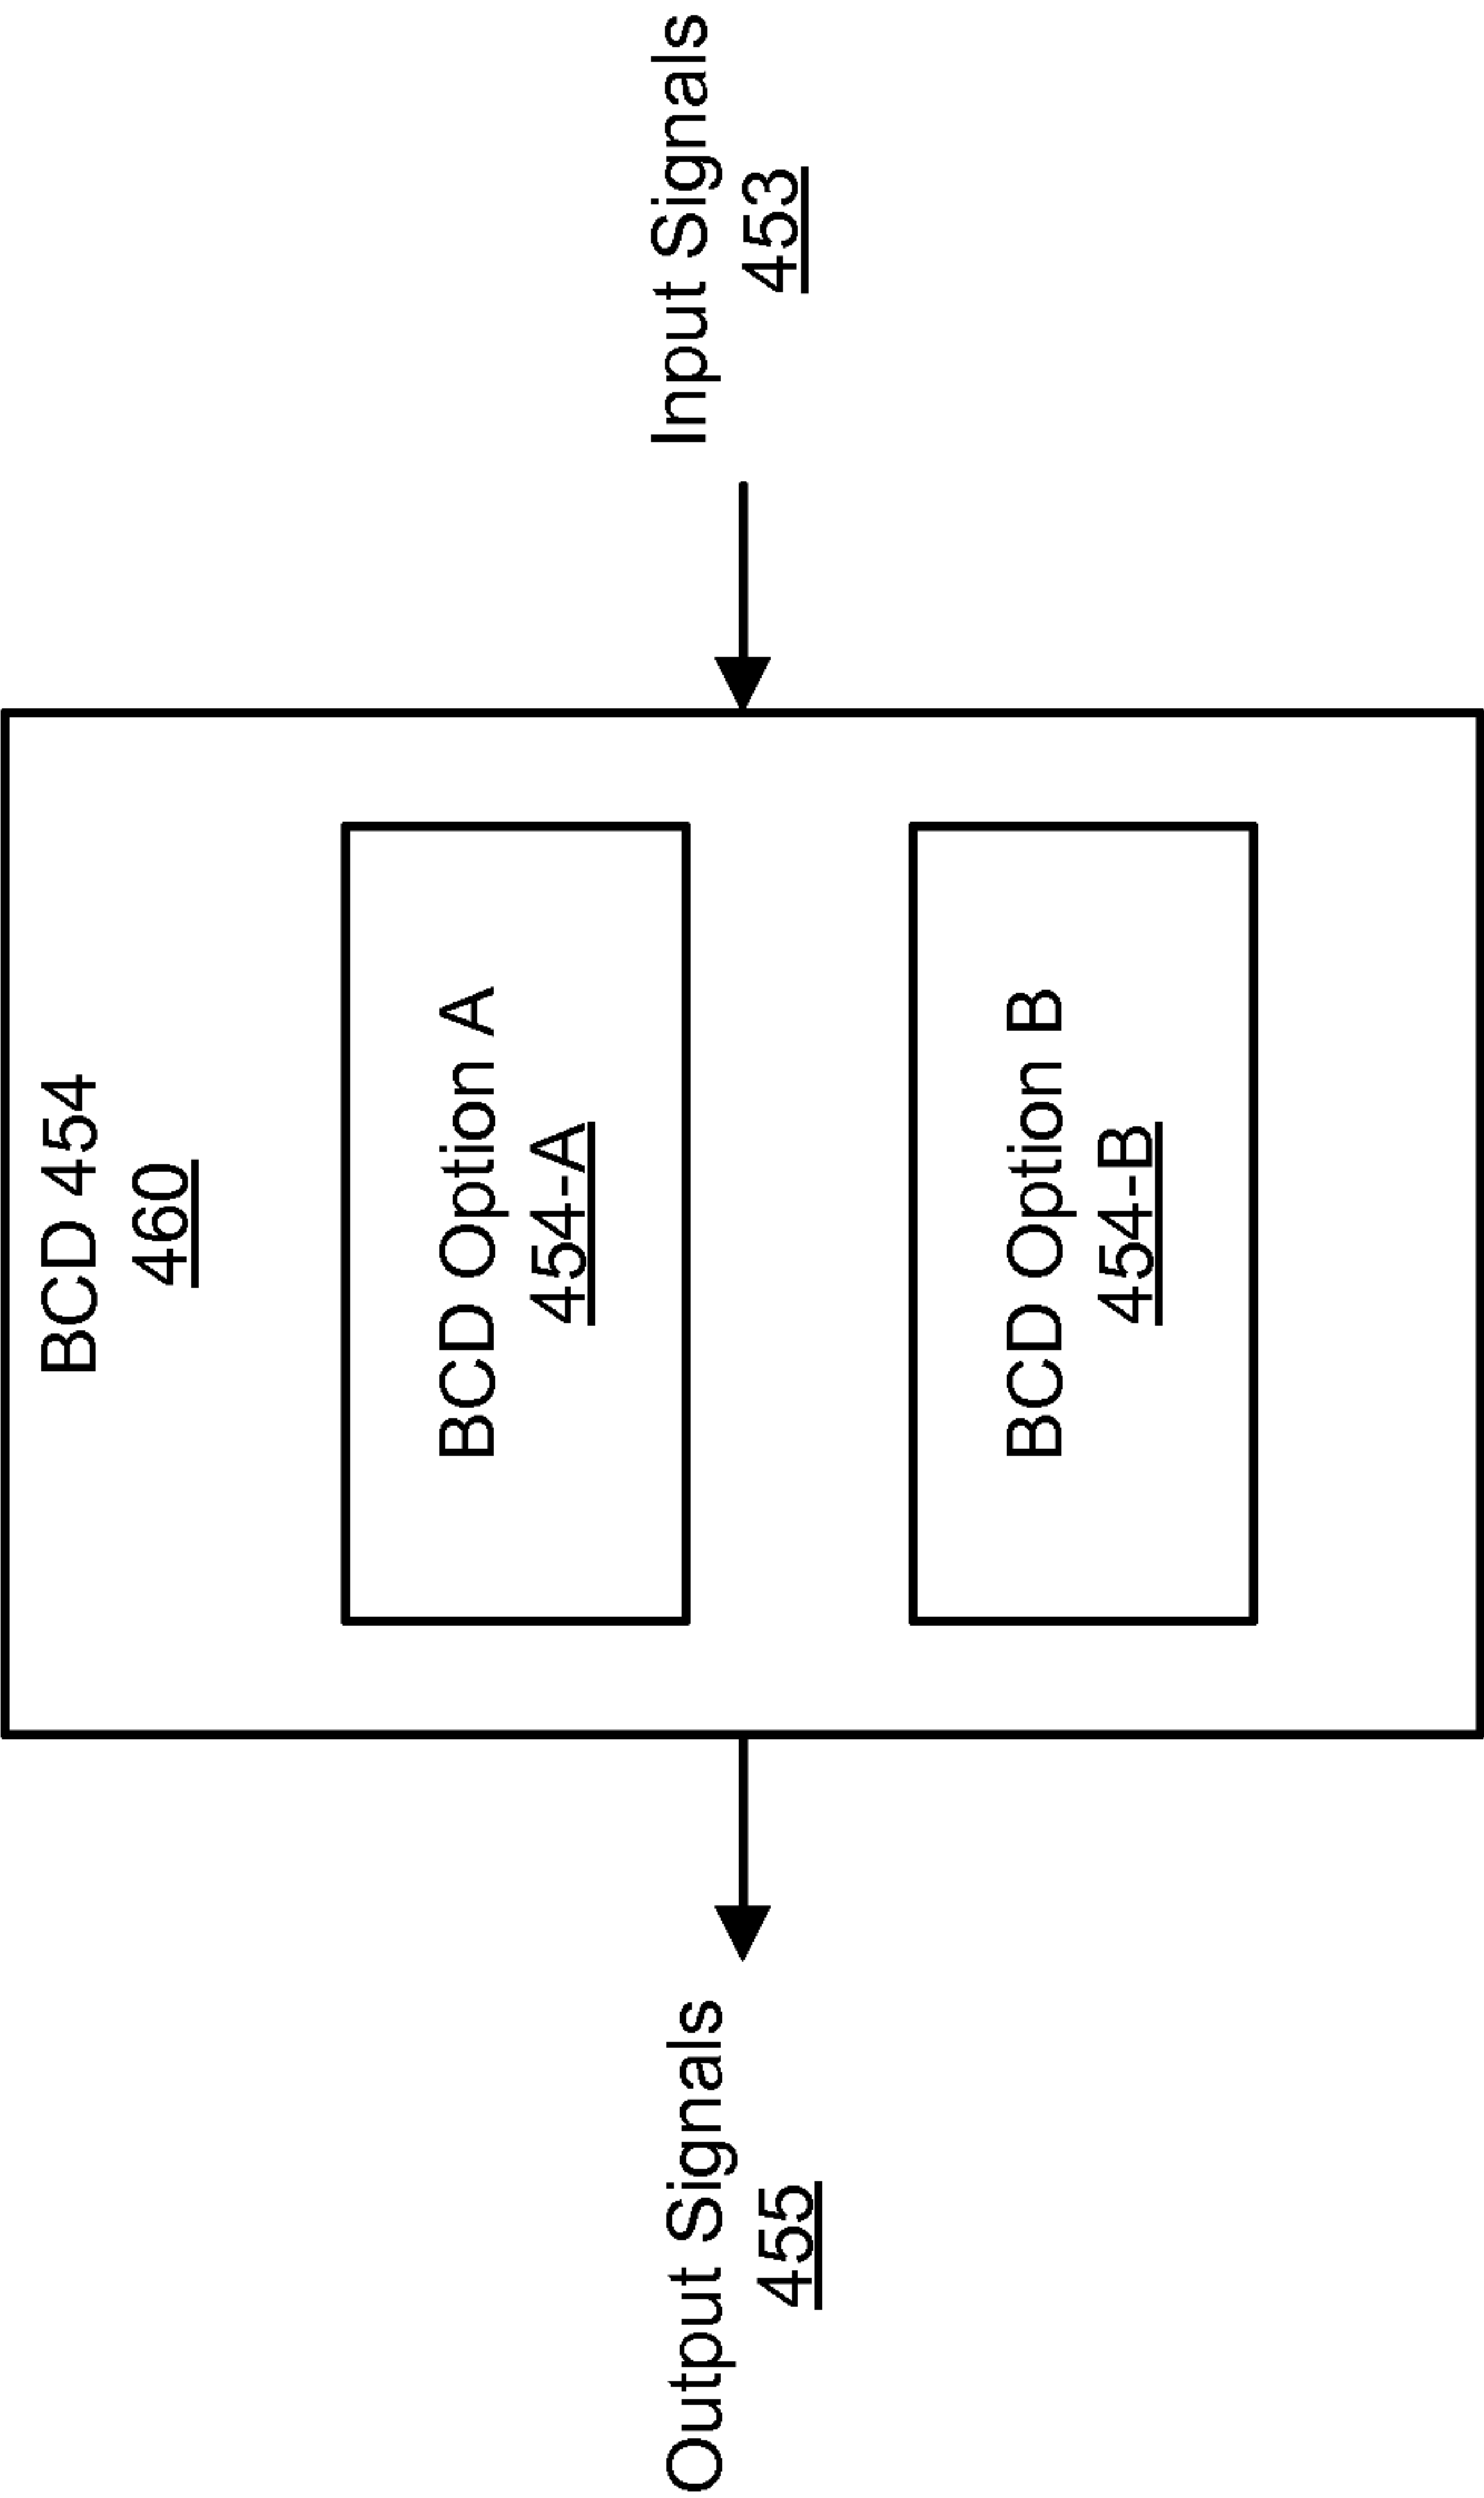 BCD 454
460
BCD Option A
454-A
BCD Option B
454-B
Input Signals
453
Output Signals
455